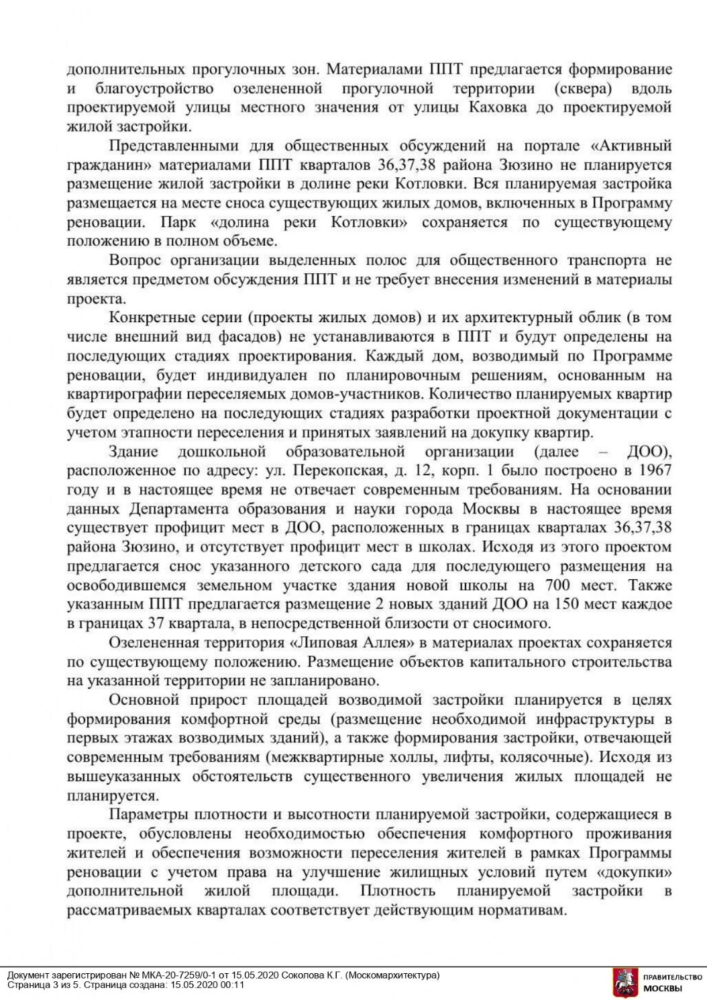 дополнительных прогулочных зон. Материалами ППТ предлагается формирование
и благоустройство озелененной прогулочной территории (сквера) вдоль
проектируемой улицы местного значения от улицы Каховка до проектируемой
жилой застройки.
Представленными для общественных обсуждений на портале «Активный
гражданин» материалами ППТ кварталов 36,37,38 района Зюзино не планируется
размещение жилой застройки в долине реки Котловки. Вся планируемая застройка
размещается на месте сноса существующих жилых домов, включенных в Программу
реновации. Парк «долина реки Котловки» сохраняется по существующему
положению в полном объеме.
Вопрос организации выделенных полос для общественного транспорта не
является предметом обсуждения ППТ и не требует внесения изменений в материалы
проекта.
Конкретные серии (проекты жилых домов) и их архитектурный облик (в том
числе внешний вид фасадов) не устанавливаются в ППТ и будут определены на
последующих стадиях проектирования. Каждый дом, возводимый по Программе
реновации, будет индивидуален по планировочным решениям, основанным на
квартирографии переселяемых домов-участников. Количество планируемых квартир
будет определено на последующих стадиях разработки проектной документации с
учетом этапности переселения и принятых заявлений на докупку квартир.
Здание дошкольной образовательной организации (далее – ДОО),
расположенное по адресу: ул. Перекопская, д. 12, корп. 1 было построено в 1967
году и в настоящее время не отвечает современным требованиям. На основании
данных Департамента образования и науки города Москвы в настоящее время
существует профицит мест в ДОО, расположенных в границах кварталах 36,37,38
района Зюзино, и отсутствует профицит мест в школах. Исходя из этого проектом
предлагается снос указанного детского сада для последующего размещения на
освободившемся земельном участке здания новой школы на 700 мест. Также
указанным ППТ предлагается размещение 2 новых зданий ДОО на 150 мест каждое
в границах 37 квартала, в непосредственной близости от сносимого.
Озелененная территория «Липовая Аллея» в материалах проектах сохраняется
по существующему положению. Размещение объектов капитального строительства
на указанной территории не запланировано.
Основной прирост площадей возводимой застройки планируется в целях
формирования комфортной среды (размещение необходимой инфраструктуры в
первых этажах возводимых зданий), а также формирования застройки, отвечающей
современным требованиям (межквартирные холлы, лифты, колясочные). Исходя из
вышеуказанных обстоятельств существенного увеличения жилых площадей не
планируется.
Параметры плотности и высотности планируемой застройки, содержащиеся в
проекте, обусловлены необходимостью обеспечения комфортного проживания
жителей и обеспечения возможности переселения жителей в рамках Программы
реновации с учетом права на улучшение жилищных условий путем «докупки»
дополнительной жилой площади. Плотность планируемой застройки в
рассматриваемых кварталах соответствует действующим нормативам.
Документ зарегистрирован № МКА-20-7259/0-1 от 15.05.2020 Соколова К.Г. (Москомархитектура)
Страница 3 из 5. Страница создана: 15.05.2020 00:11
ПРАВИТЕЛЬСТВО
МОСКВЫ